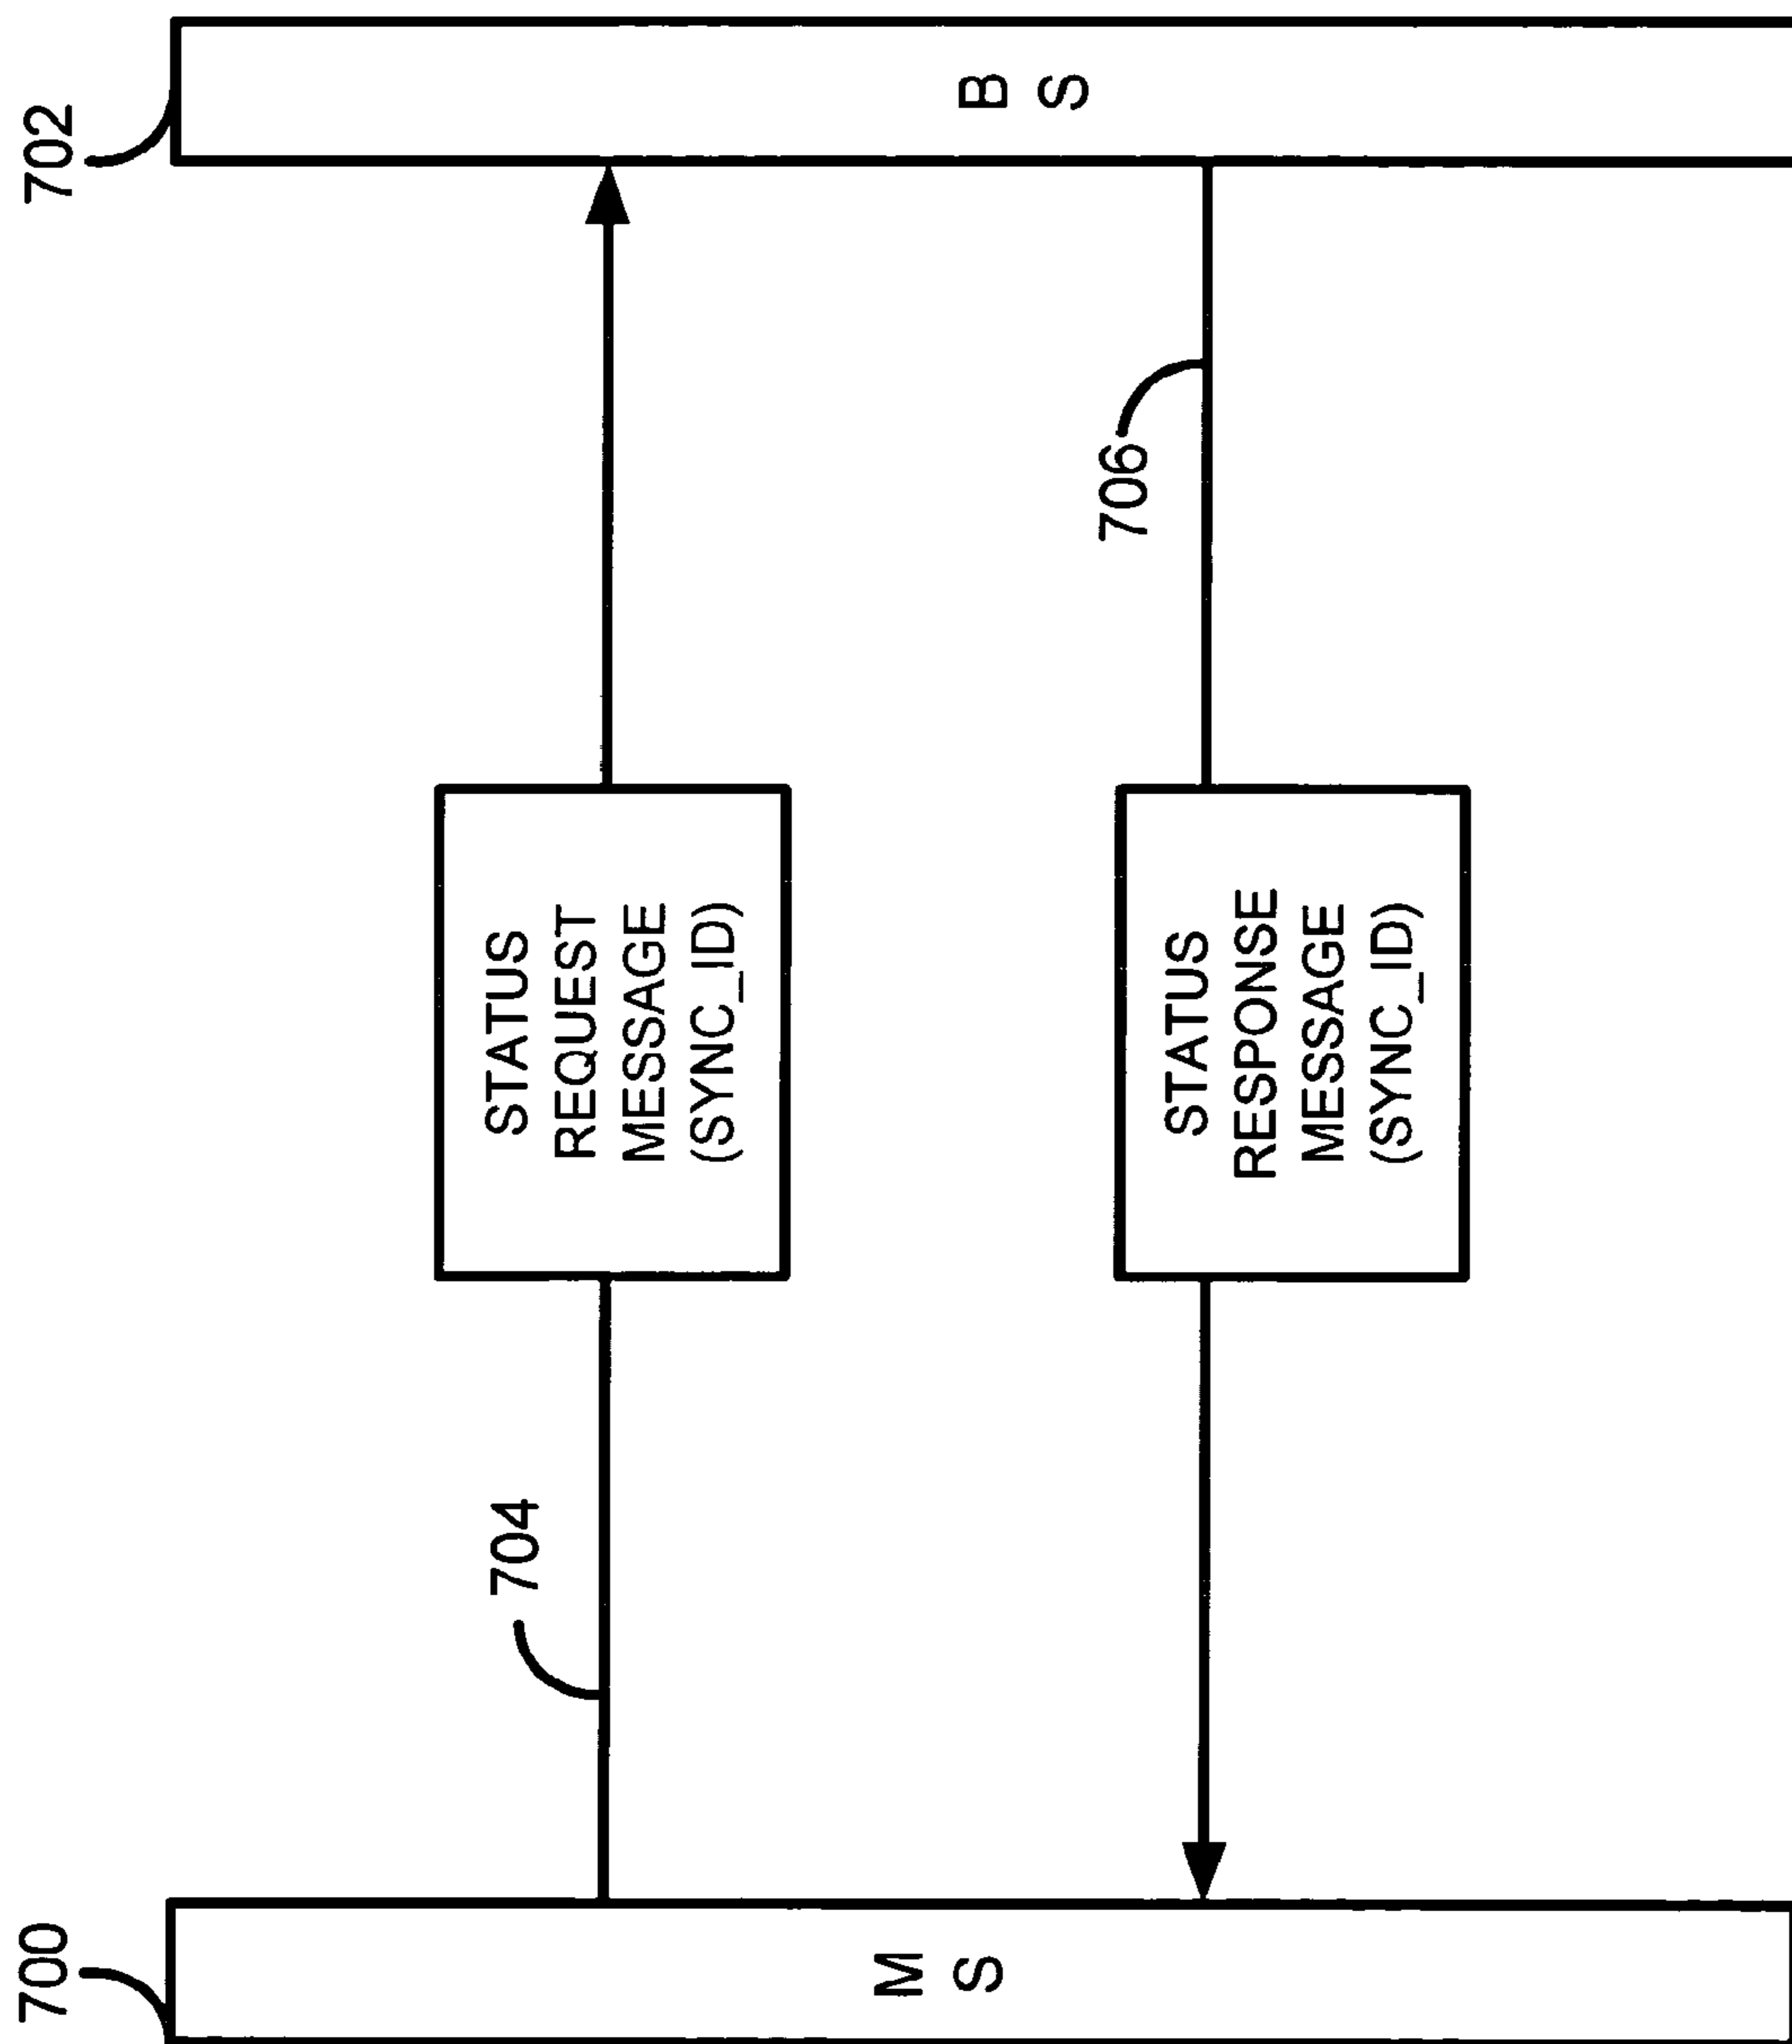 700
702
704
STATUS
REQUEST
MESSAGE
(SYNC_ID)
M
S
B
S
706
STATUS
RESPONSE
MESSAGE
(SYNC_ID)